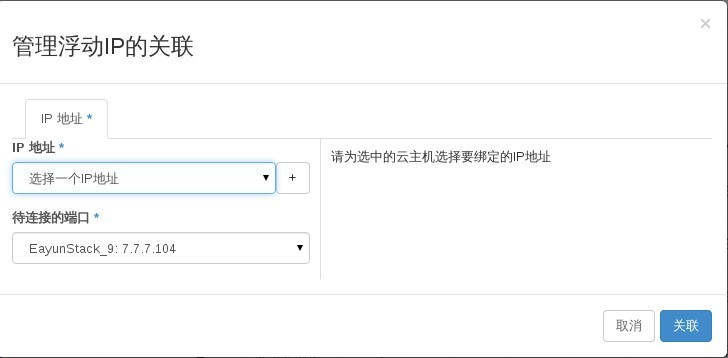 ×
管理浮动IP的关联
IP 地址 *
IP 地址 *
选择一个IP地址
+
请为选中的云主机选择要绑定的IP地址
待连接的端口 *
EayunStack_9: 7.7.7.104
取消
关联